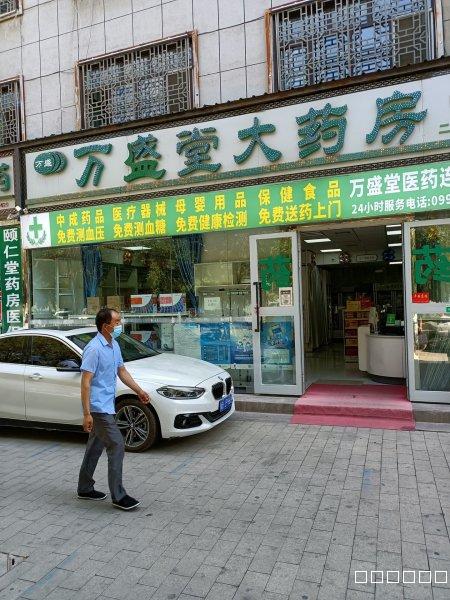 药
万盛
万盛堂大药房
二
中成药品 医疗器械 母婴用品 保健食品
免费测血压 免费测血糖 免费健康检测 免费送药上门
万盛堂医药连
24小时服务电话:099
颐仁堂药房医
□□□□□□